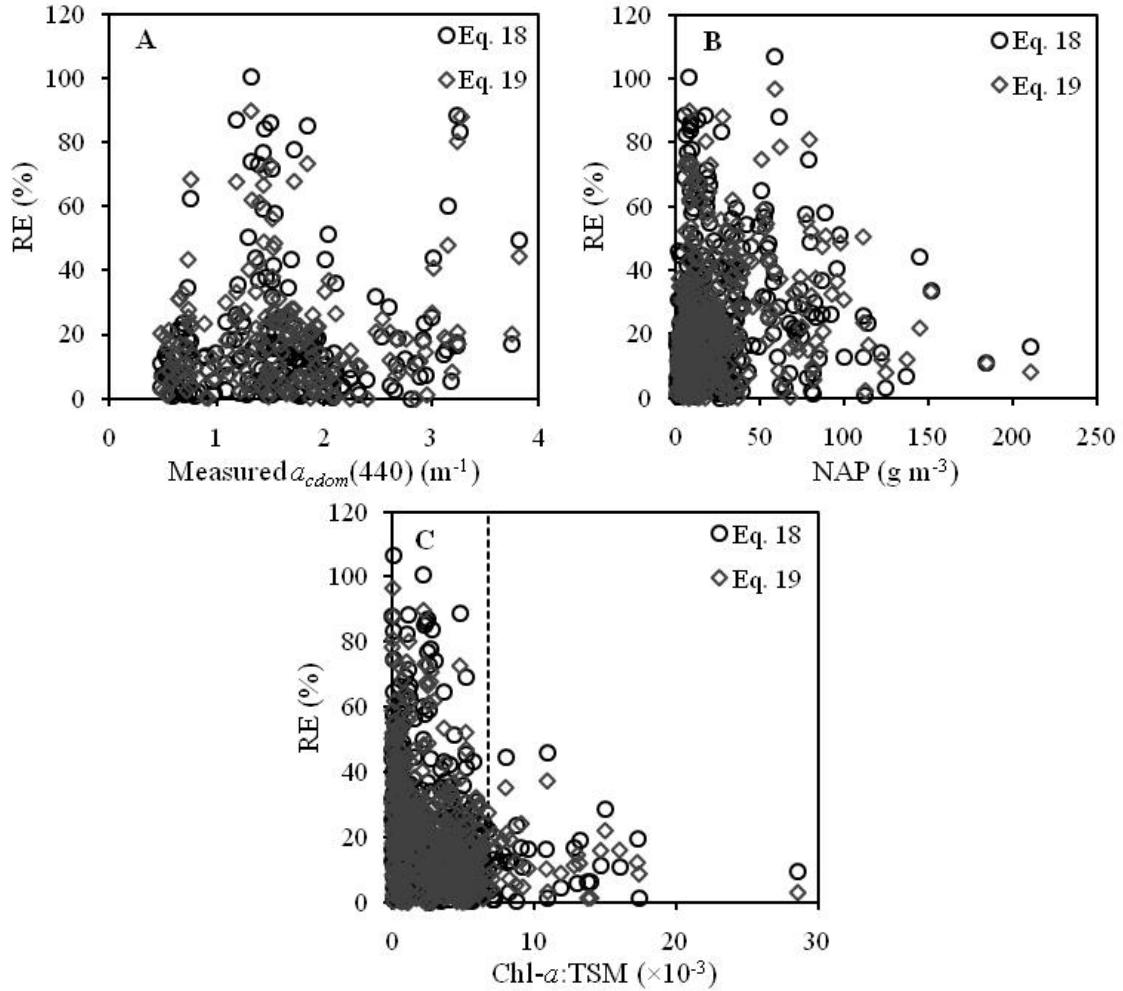 A
Eq. 18
Eq. 19
120
100
80
60
40
20
0
RE (%)
0 1 2 3 4
Measured a_cdom(440) (m⁻¹)
B
Eq. 18
Eq. 19
120
100
80
60
40
20
0
RE (%)
0 50 100 150 200 250
NAP (g m⁻³)
C
Eq. 18
Eq. 19
120
100
80
60
40
20
0
RE (%)
0 10 20 30
Chl-a:TSM (×10⁻³)